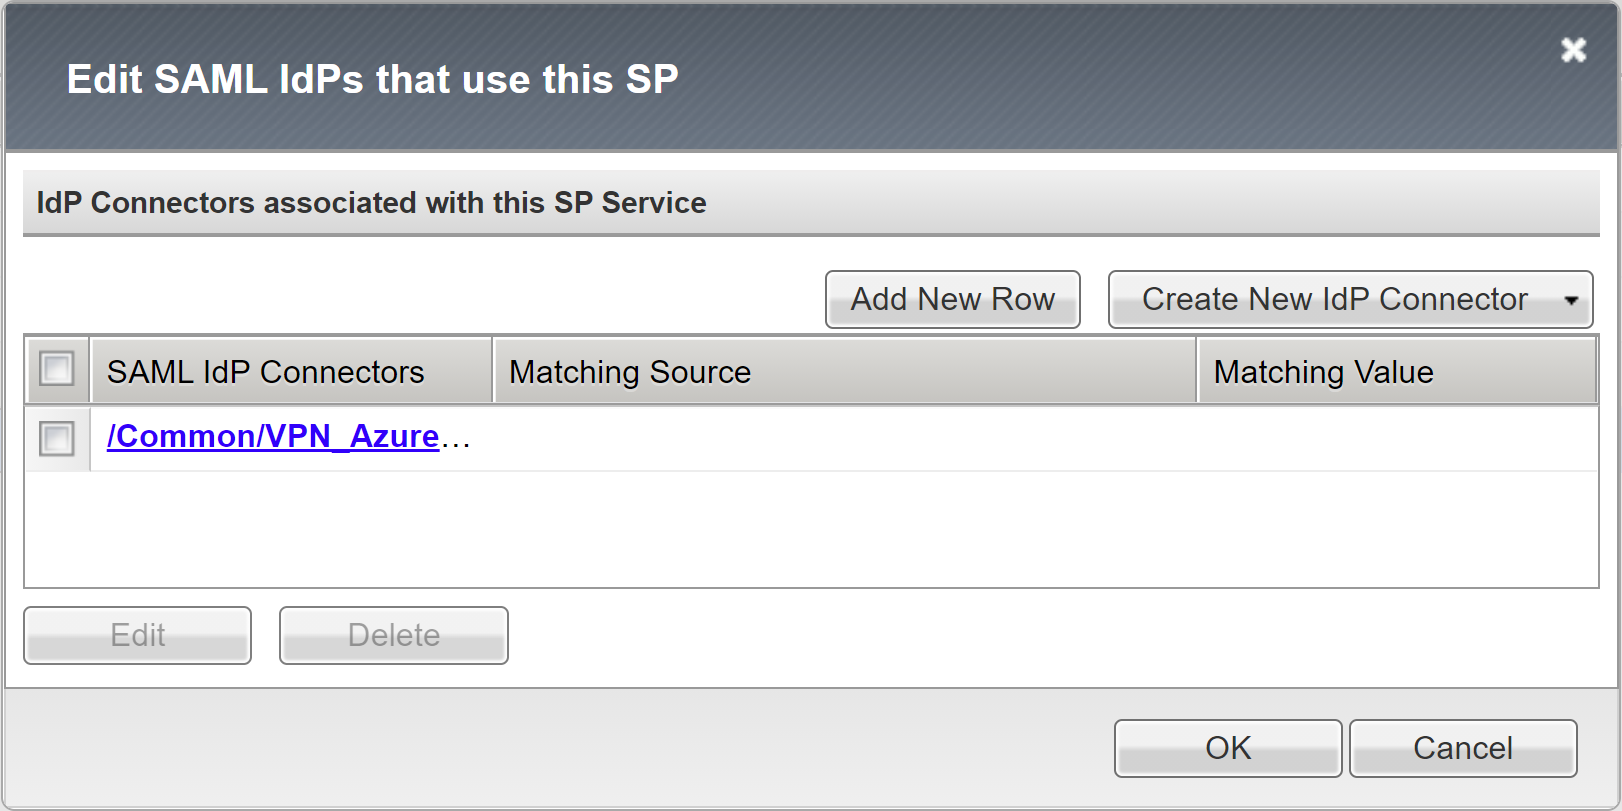 Edit SAML IdPs that use this SP
IdP Connectors associated with this SP Service
Add New Row
Create New IdP Connector
SAML IdP Connectors
Matching Source
Matching Value
/Common/VPN_Azure...
Edit
Delete
OK
Cancel